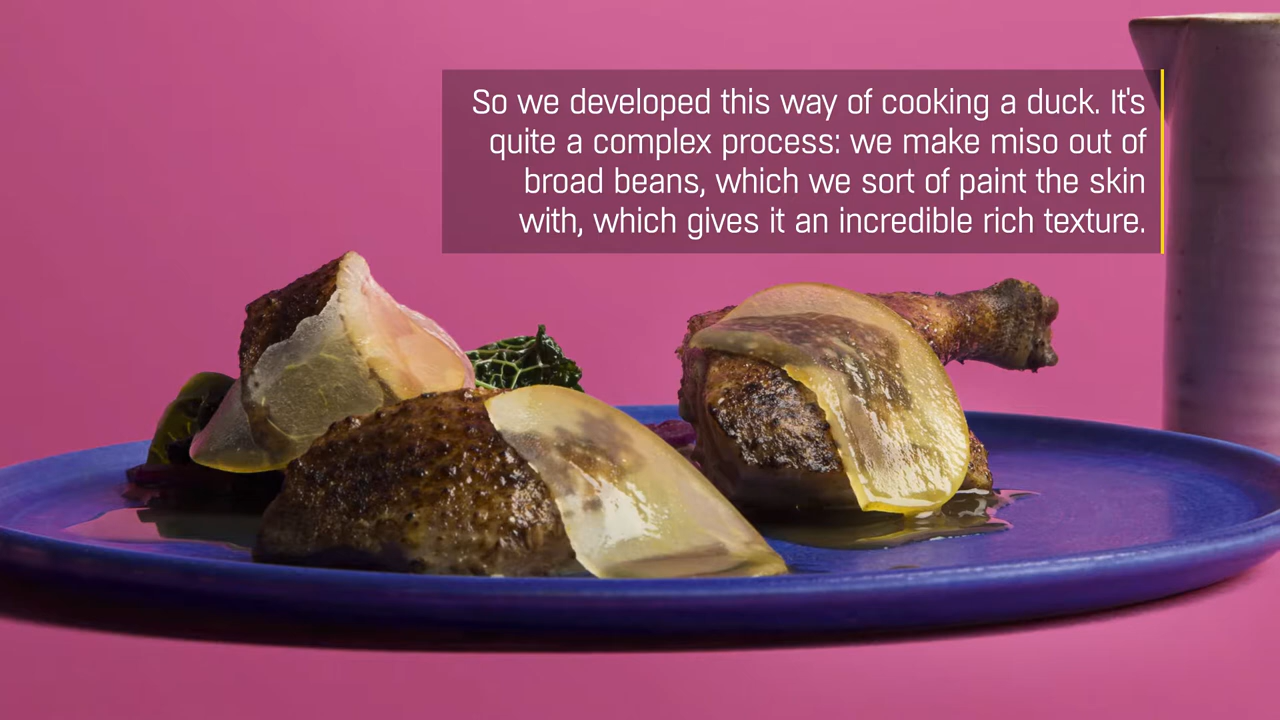 So we developed this way of cooking a duck. It's
quite a complex process: we make miso out of
broad beans, which we sort of paint the skin
with, which gives it an incredible rich texture.